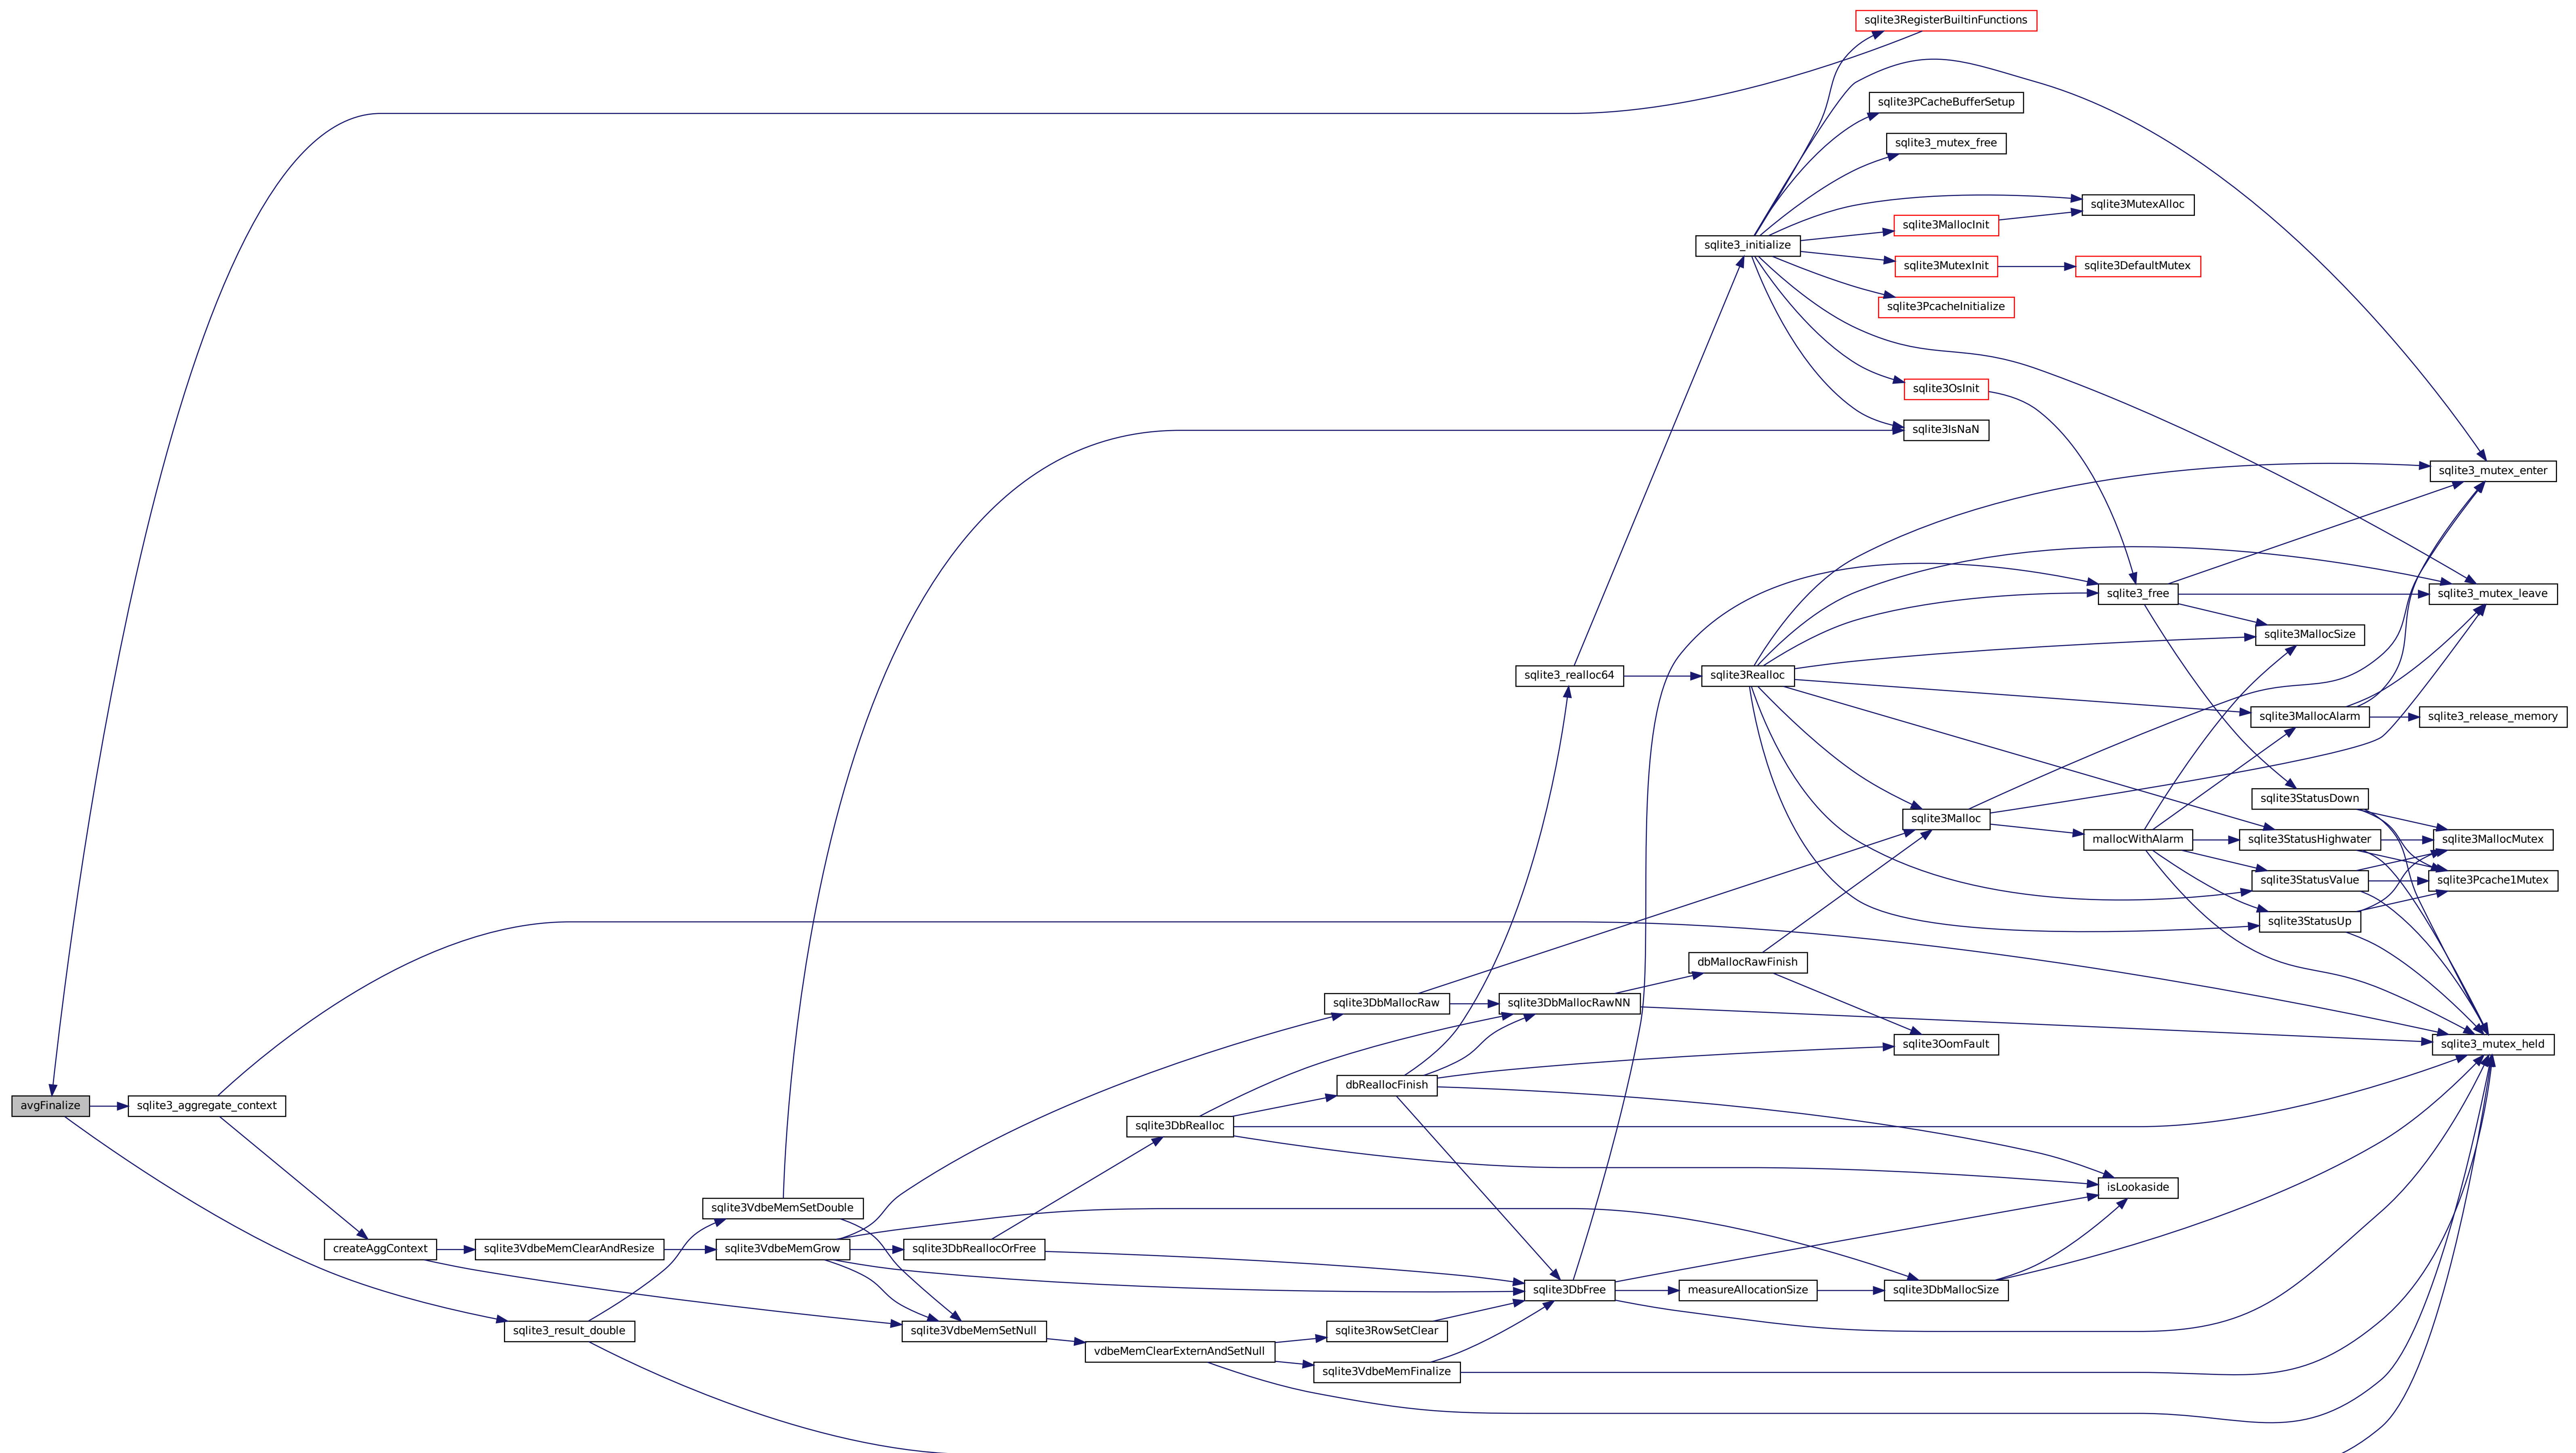 sqlite3RegisterBuiltinFunctions
sqlite3PCacheBufferSetup
sqlite3_mutex_free
sqlite3MutexAlloc
sqlite3MallocInit
sqlite3_initialize
sqlite3MutexInit
sqlite3DefaultMutex
sqlite3PcacheInitialize
sqlite3OsInit
sqlite3IsNaN
sqlite3_mutex_enter
sqlite3_free
sqlite3_mutex_leave
sqlite3MallocSize
sqlite3_realloc64
sqlite3Realloc
sqlite3MallocAlarm
sqlite3_release_memory
sqlite3StatusDown
sqlite3Malloc
mallocWithAlarm
sqlite3StatusHighwater
sqlite3MallocMutex
sqlite3StatusValue
sqlite3Pcache1Mutex
sqlite3StatusUp
dbMallocRawFinish
sqlite3DbMallocRaw
sqlite3DbMallocRawNN
sqlite3OomFault
sqlite3_mutex_held
dbReallocFinish
avgFinalize
sqlite3_aggregate_context
sqlite3DbRealloc
isLookaside
sqlite3VdbeMemSetDouble
createAggContext
sqlite3VdbeMemClearAndResize
sqlite3VdbeMemGrow
sqlite3DbReallocOrFree
sqlite3DbFree
measureAllocationSize
sqlite3DbMallocSize
sqlite3_result_double
sqlite3VdbeMemSetNull
sqlite3RowSetClear
vdbeMemClearExternAndSetNull
sqlite3VdbeMemFinalize